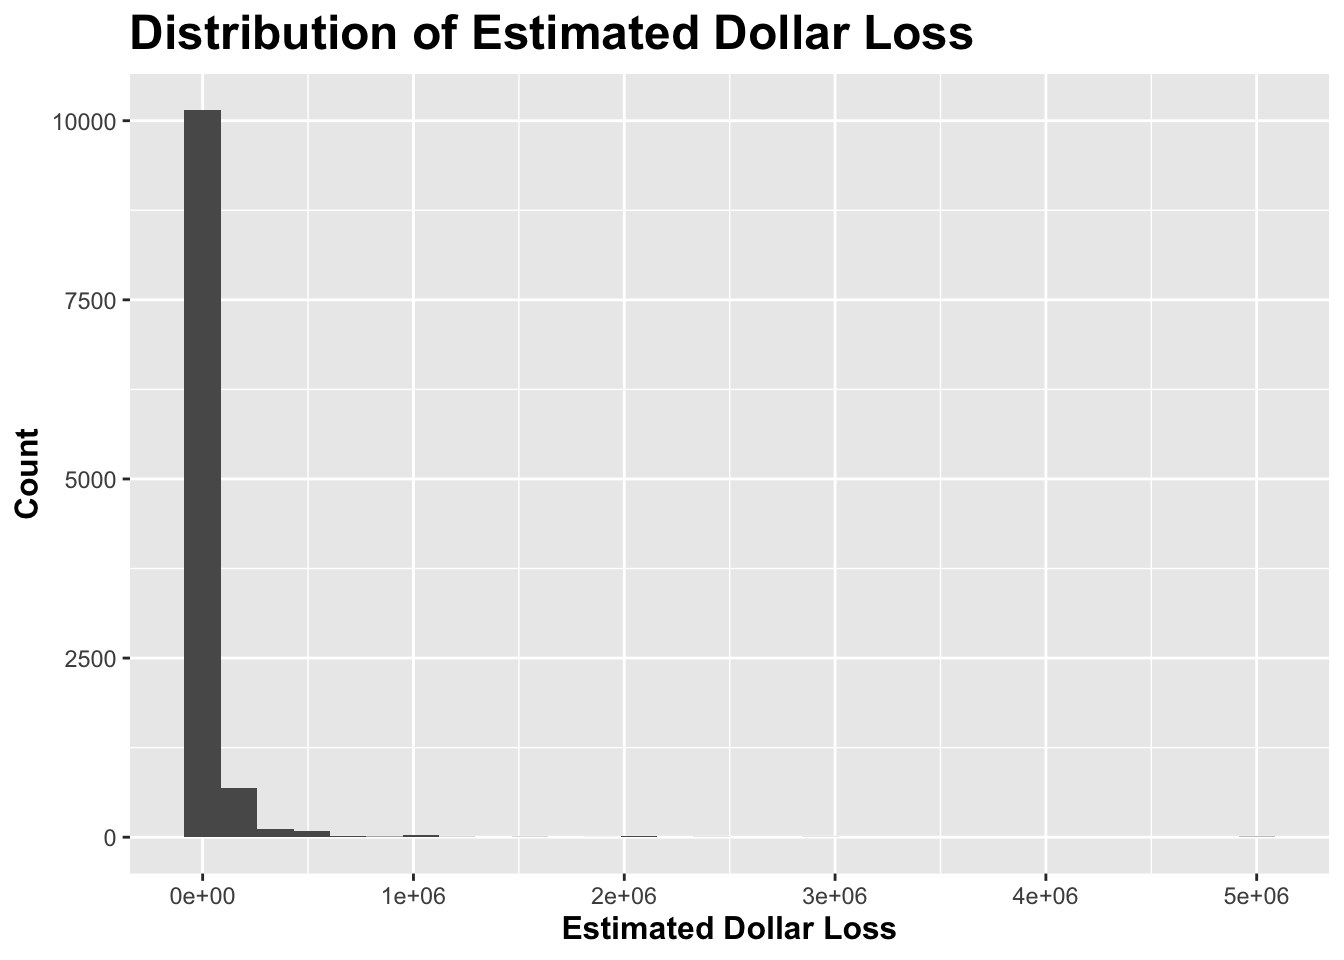 Distribution of Estimated Dollar Loss
10000
7500
5000
2500
0
Count
0e+00 1e+06 2e+06 3e+06 4e+06 5e+06
Estimated Dollar Loss